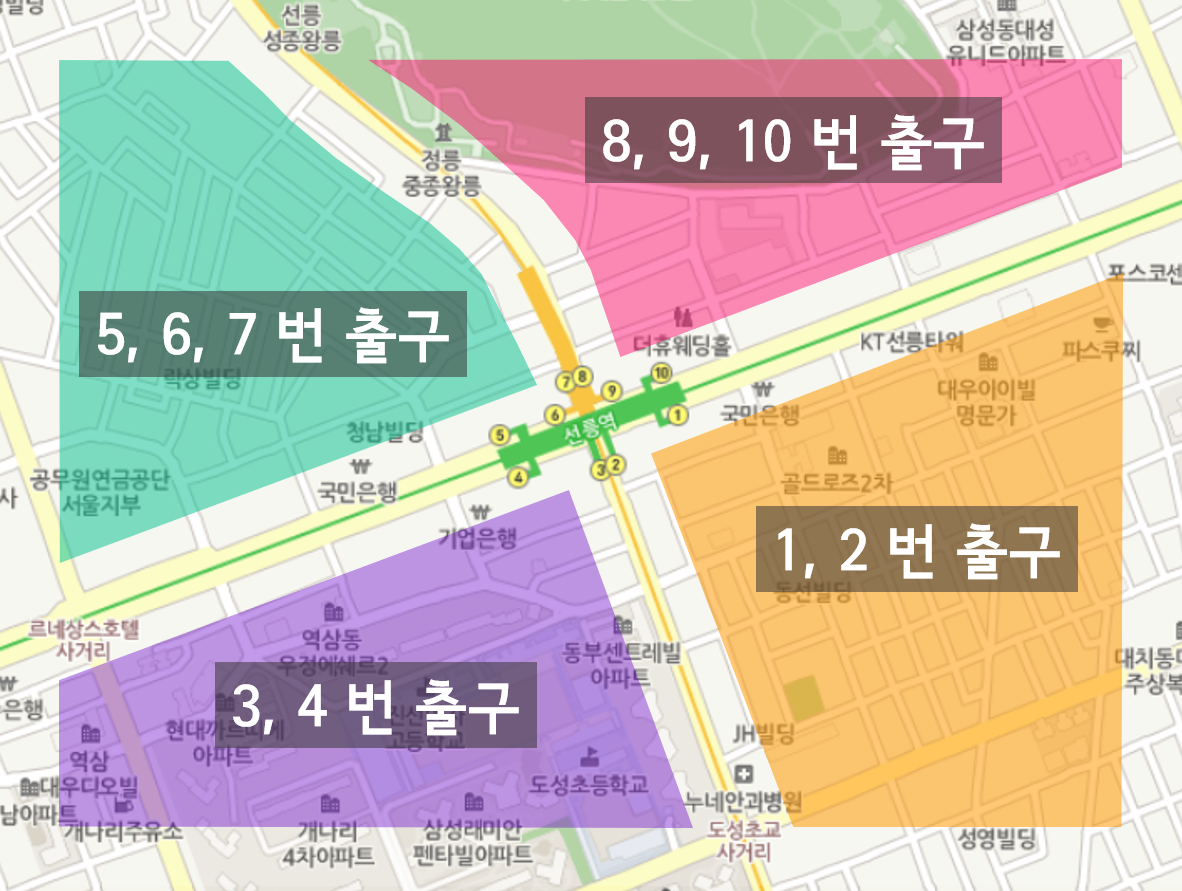 선릉
성종왕릉
삼성동대성
유니드아파트
8, 9, 10 번 출구
정릉
중종왕릉
포스코센
5, 6, 7 번 출구
더휴웨딩홀
KT선릉타워
파스쿠찌
락상빌딩
7
8
9
10
대우이이빌
명문가
국민은행
6
1
청남빌딩
5
선릉역
공무원연금공단
서울지부
국민은행
4
3
2
골드로즈2차
사
기업은행
1, 2 번 출구
동선빌딩
르네상스호텔
사거리
역삼동
우정에쉐르2
동부센트레빌
아파트
대치동대
주상복
은행
3, 4 번 출구
현대까르띠에
아파트
고등학교
JH빌딩
역삼
대우디오빌
도성초등학교
누네안과병원
남아파트
개나리주유소
개나리
4차아파트
삼성래미안
펜타빌아파트
도성초교
사거리
성영빌딩